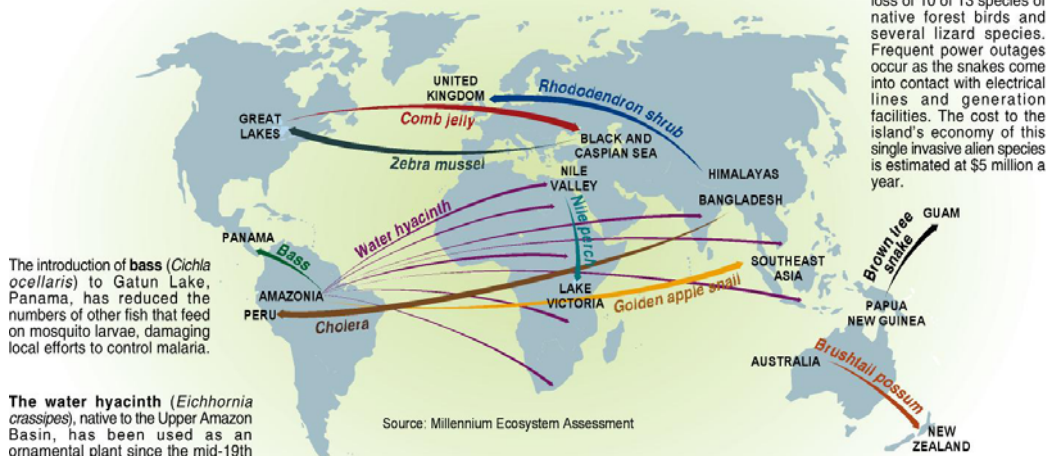 loss of 10 of 13 species of
native forest birds and
several lizard species.
Frequent power outages
occur as the snakes come
into contact with electrical
lines and generation
facilities. The cost to the
island's economy of this
single invasive alien species
is estimated at $5 million a
year.
UNITED
KINGDOM
Rhododendron shrub
GREAT
LAKES
Comb jelly
BLACK AND
CASPIAN SEA
Zebra mussel
NILE
VALLEY
HIMALAYAS
BANGLADESH
Water hyacinth
Nile perch
GUAM
PANAMA
Bass
Brown tree
snake
SOUTHEAST
ASIA
AMAZONIA
LAKE
VICTORIA
Golden apple snail
PERU
Cholera
PAPUA
NEW GUINEA
The introduction of bass (Cichla
ocellaris) to Gatun Lake,
Panama, has reduced the
numbers of other fish that feed
on mosquito larvae, damaging
local efforts to control malaria.
AUSTRALIA
Brushtail possum
NEW
ZEALAND
The water hyacinth (Eichhornia
crassipes), native to the Upper Amazon
Basin, has been used as an
ornamental plant since the mid-19th
Source: Millennium Ecosystem Assessment